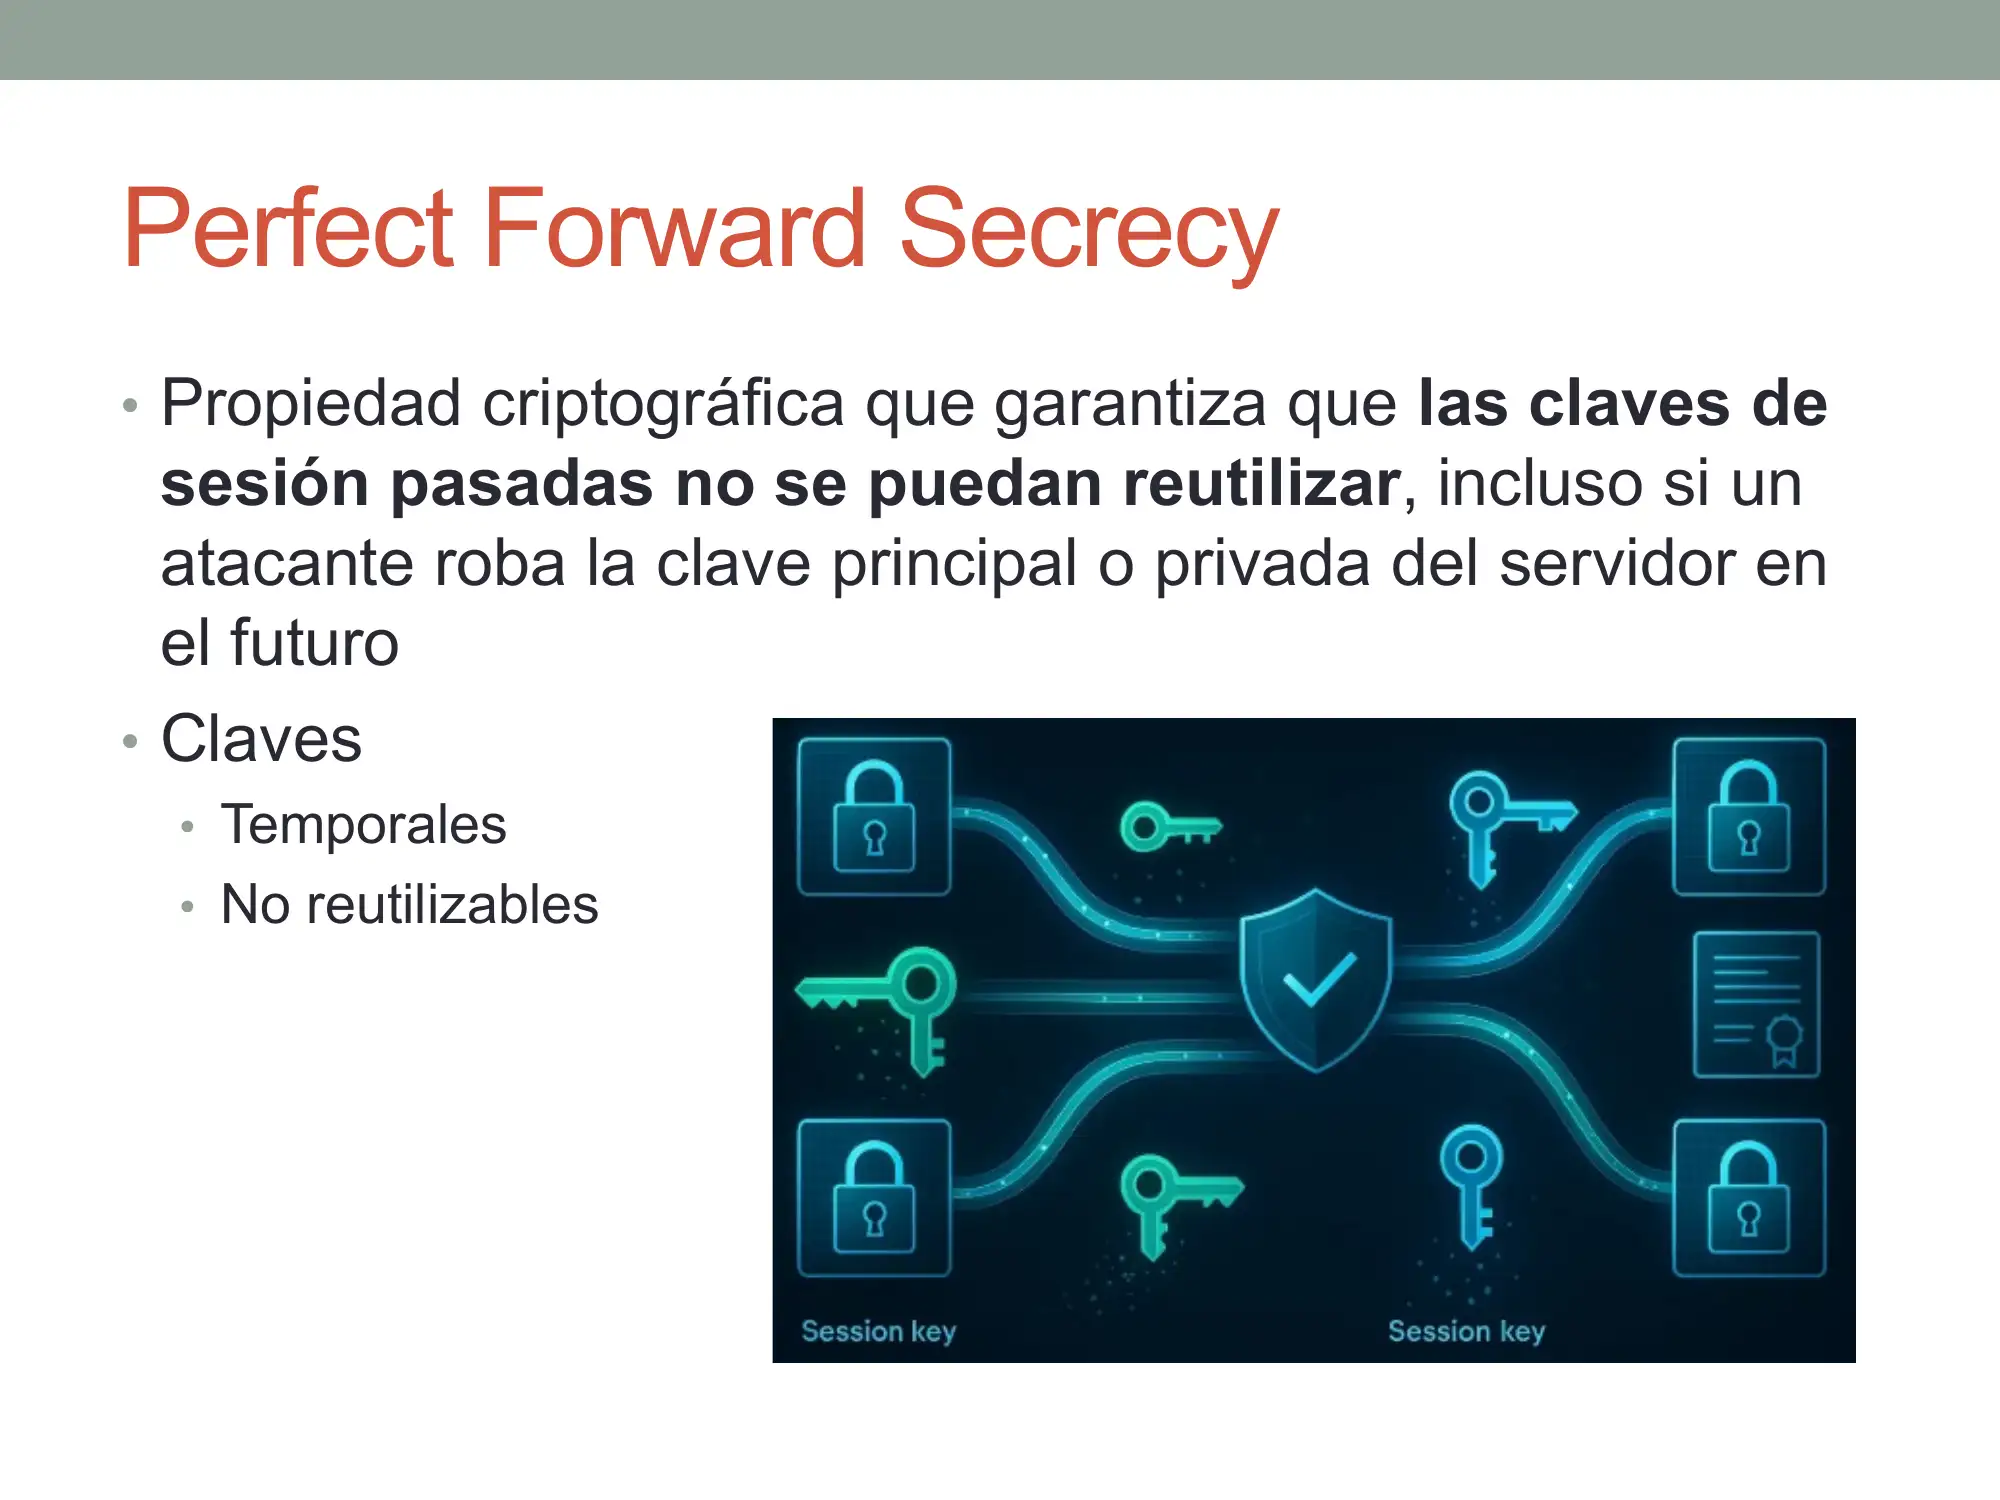 Perfect Forward Secrecy
• Propiedad criptográfica que garantiza que las claves de
sesión pasadas no se puedan reutilizar, incluso si un
atacante roba la clave principal o privada del servidor en
el futuro
• Claves
• Temporales
• No reutilizables
Session key
Session key